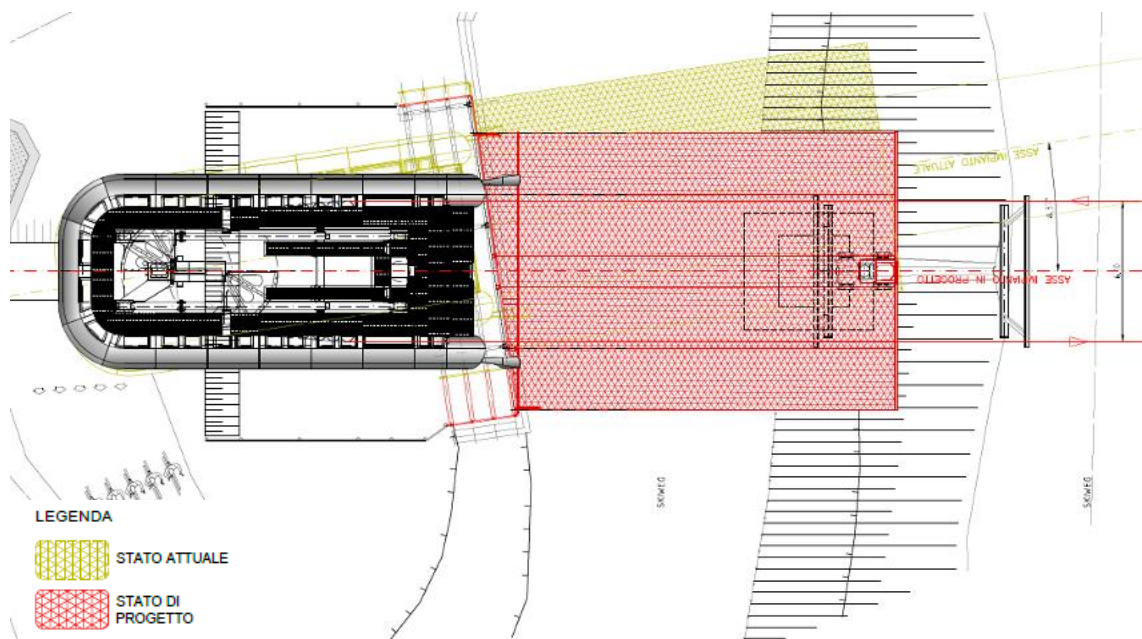 ASSE IMPIANTO ATTUALE
ASSE IMPIANTO IN PROGETTO
SKIWEG
SKIWEG
LEGENDA
STATO ATTUALE
STATO DI
PROGETTO